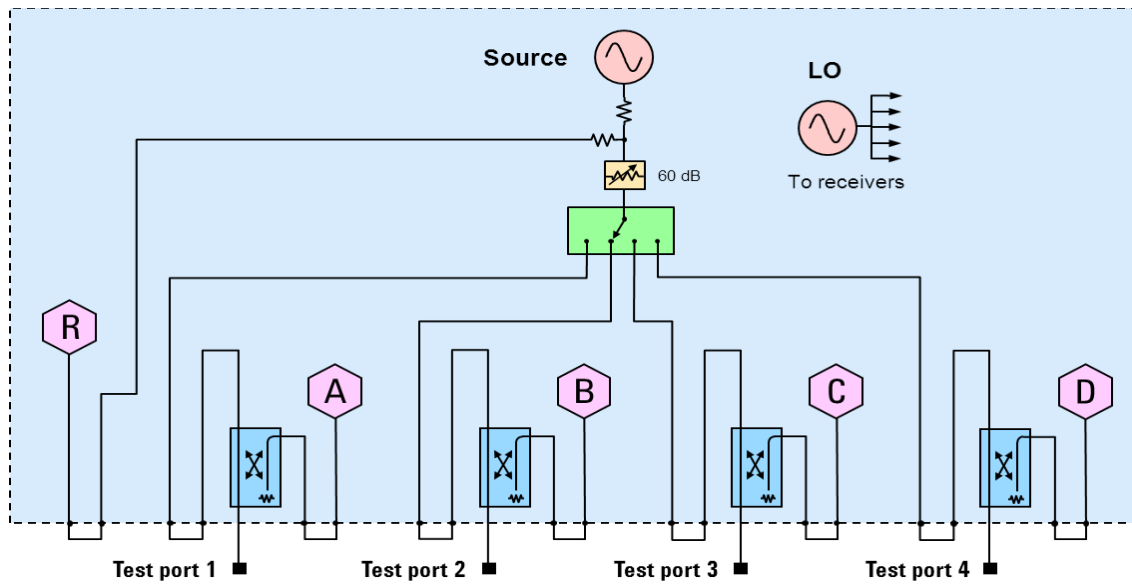 Source
LO
60 dB
To receivers
R
A
B
C
D
Test port 1
Test port 2
Test port 3
Test port 4